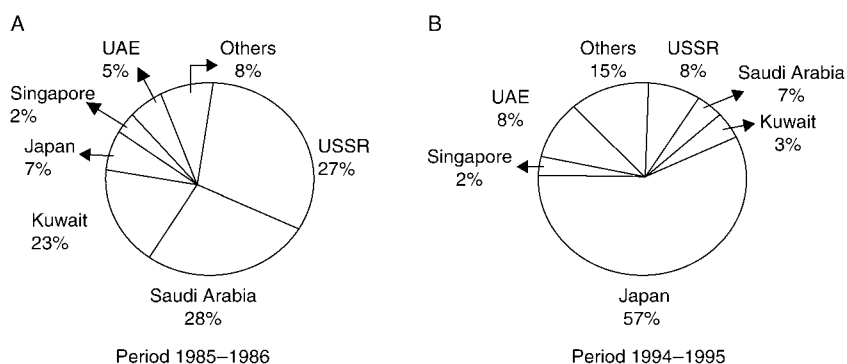 A
UAE
5%
Others
8%
Singapore
2%
Japan
7%
USSR
27%
Kuwait
23%
Saudi Arabia
28%
Period 1985–1986
B
Others
15%
USSR
8%
Saudi Arabia
7%
UAE
8%
Kuwait
3%
Singapore
2%
Japan
57%
Period 1994–1995